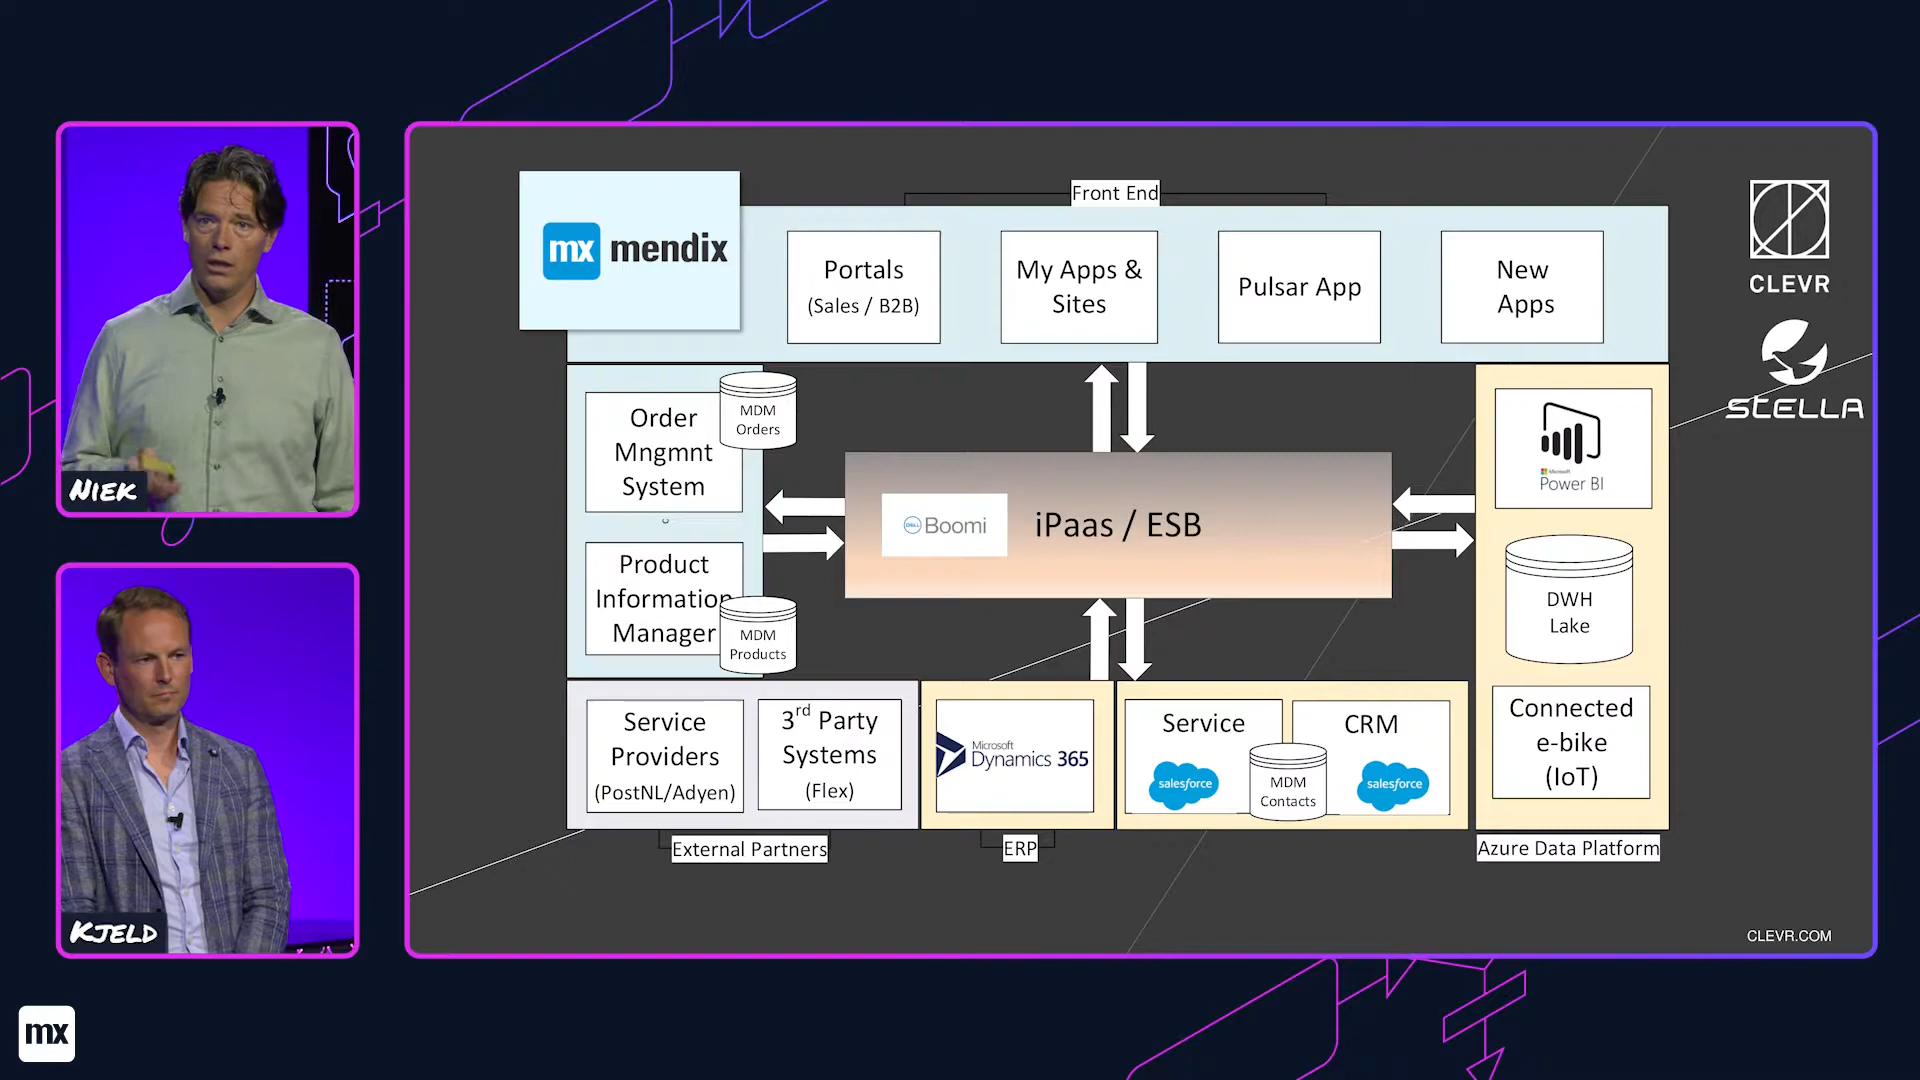 Front End
mx mendix
Portals
(Sales / B2B)
My Apps &
Sites
Pulsar App
New
Apps
CLEVR
STELLA
Order
Mngmnt
System
MDM
Orders
Product
Information
Manager
MDM
Products
DELL Boomi
iPaas / ESB
Microsoft
Power BI
DWH
Lake
Connected
e-bike
(IoT)
Service
Providers
(PostNL/Adyen)
3rd Party
Systems
(Flex)
Microsoft
Dynamics 365
Service
salesforce
MDM
Contacts
CRM
salesforce
External Partners
ERP
Azure Data Platform
CLEVR.COM
NIEK
KJELD
mx